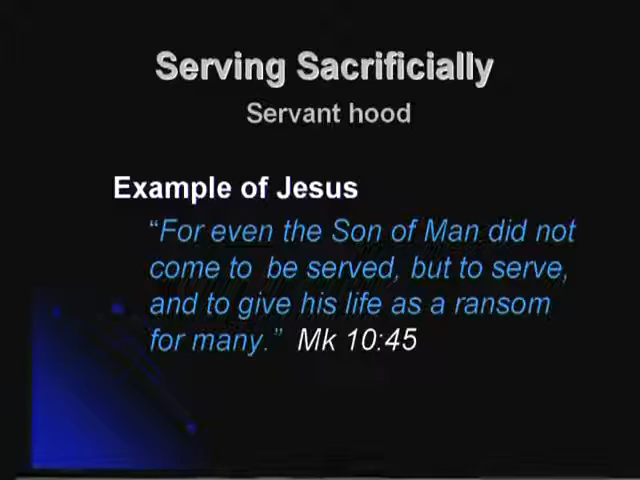 Serving Sacrificially
Servant hood
Example of Jesus
“For even the Son of Man did not
come to be served, but to serve,
and to give his life as a ransom
for many.” Mk 10:45